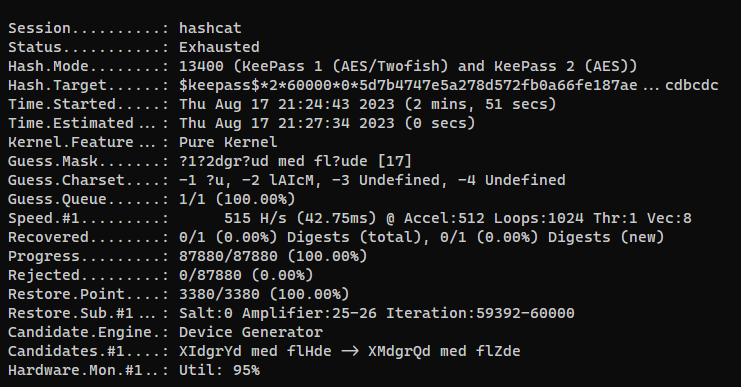 Session..........: hashcat
Status...........: Exhausted
Hash.Mode........: 13400 (KeePass 1 (AES/Twofish) and KeePass 2 (AES))
Hash.Target......: $keepass$*2*60000*0*5d7b4747e5a278d572fb0a66fe187ae...cdbcdc
Time.Started.....: Thu Aug 17 21:24:43 2023 (2 mins, 51 secs)
Time.Estimated...: Thu Aug 17 21:27:34 2023 (0 secs)
Kernel.Feature...: Pure Kernel
Guess.Mask.......: ?1?2dgr?ud med fl?ude [17]
Guess.Charset....: -1 ?u, -2 lAIcM, -3 Undefined, -4 Undefined
Guess.Queue......: 1/1 (100.00%)
Speed.#1.........:      515 H/s (42.75ms) @ Accel:512 Loops:1024 Thr:1 Vec:8
Recovered........: 0/1 (0.00%) Digests (total), 0/1 (0.00%) Digests (new)
Progress.........: 87880/87880 (100.00%)
Rejected.........: 0/87880 (0.00%)
Restore.Point....: 3380/3380 (100.00%)
Restore.Sub.#1...: Salt:0 Amplifier:25-26 Iteration:59392-60000
Candidate.Engine.: Device Generator
Candidates.#1....: XIdgrYd med flHde -> XMdgrQd med flZde
Hardware.Mon.#1..: Util: 95%